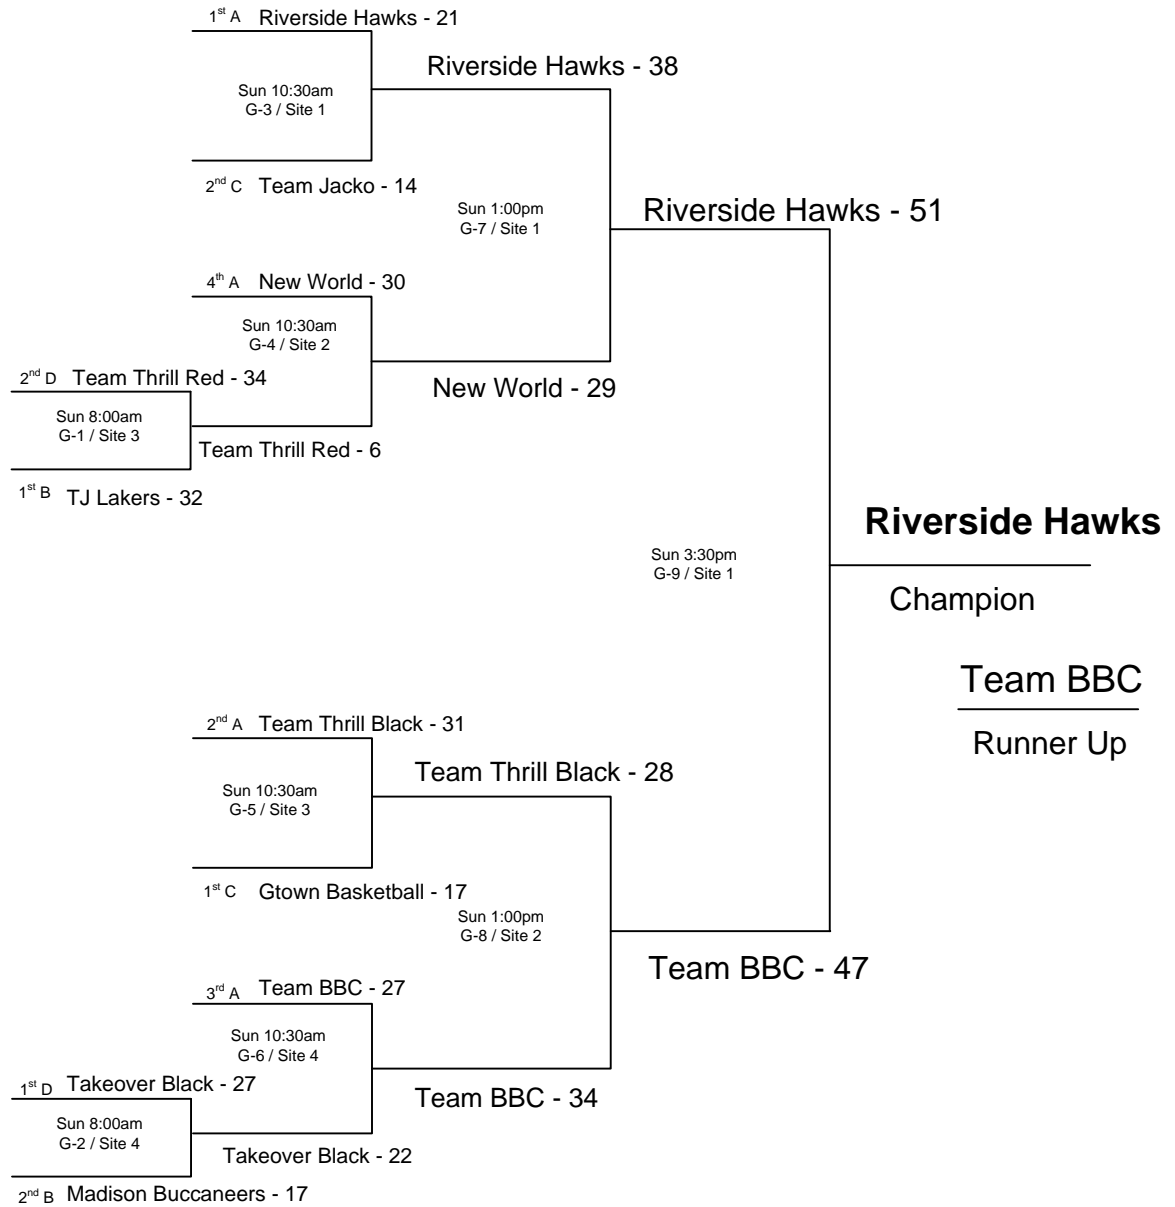 1st A Riverside Hawks - 21
Riverside Hawks - 38
Sun 10:30am
G-3 / Site 1
2nd C Team Jacko - 14
Sun 1:00pm
G-7 / Site 1
Riverside Hawks - 51
4th A New World - 30
Sun 10:30am
G-4 / Site 2
2nd D Team Thrill Red - 34
New World - 29
Sun 8:00am
G-1 / Site 3
Team Thrill Red - 6
1st B TJ Lakers - 32
Riverside Hawks
Sun 3:30pm
G-9 / Site 1
Champion
Team BBC
Runner Up
2nd A Team Thrill Black - 31
Team Thrill Black - 28
Sun 10:30am
G-5 / Site 3
1st C Gtown Basketball - 17
Sun 1:00pm
G-8 / Site 2
Team BBC - 47
3rd A Team BBC - 27
Sun 10:30am
G-6 / Site 4
1st D Takeover Black - 27
Team BBC - 34
Sun 8:00am
G-2 / Site 4
Takeover Black - 22
2nd B Madison Buccaneers - 17